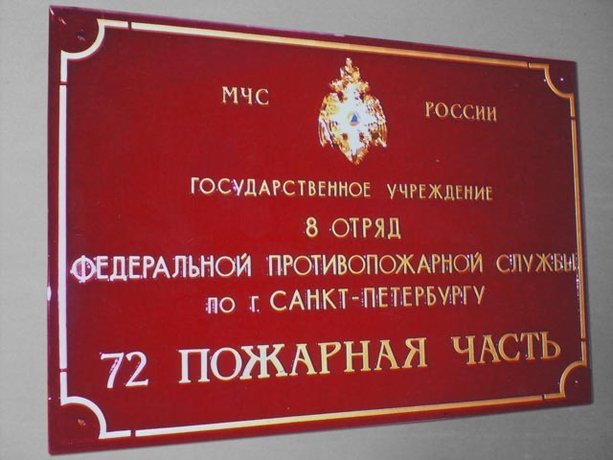 МЧС РОССИИ
ГОСУДАРСТВЕННОЕ УЧРЕЖДЕНИЕ
8 ОТРЯД
ФЕДЕРАЛЬНОЙ ПРОТИВОПОЖАРНОЙ СЛУЖБЫ
ПО Г. САНКТ-ПЕТЕРБУРГУ
72 ПОЖАРНАЯ ЧАСТЬ